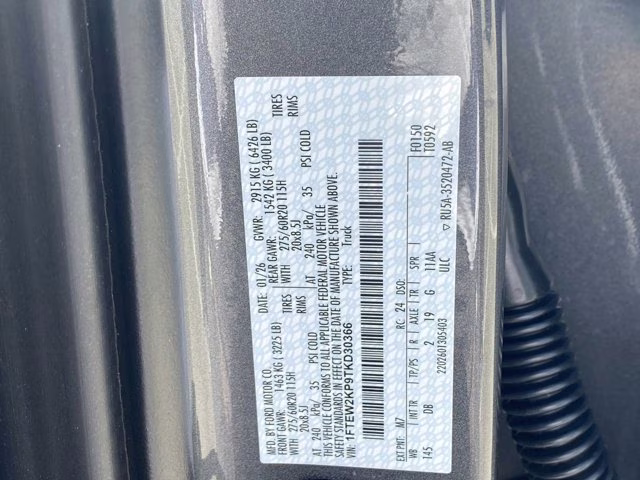 MFD. BY FORD MOTOR CO.
DATE: 01/26 GVWR: 2915 KG ( 6426 LB)
FRONT GAWR: 1463 KG ( 3225 LB) REAR GAWR: 1542 KG ( 3400 LB)
WITH 275/60R20 115H TIRES WITH 275/60R20 115H TIRES
20x8.5J RIMS 20x8.5J RIMS
AT 240 kPa/ 35 PSI COLD AT 240 kPa/ 35 PSI COLD
THIS VEHICLE CONFORMS TO ALL APPLICABLE FEDERAL MOTOR VEHICLE
SAFETY STANDARDS IN EFFECT ON THE DATE OF MANUFACTURE SHOWN ABOVE.
VIN: 1FTEW2KP9TKD30366
TYPE: Truck
F0150
T0592
EXT PNT: M7 RC: 24 DSO:
WB INT TR TP/PS R AXLE TR SPR
145 DB 2 19 G 11AA
ULC
2202601305403
▽ RU5A-3520472-AB